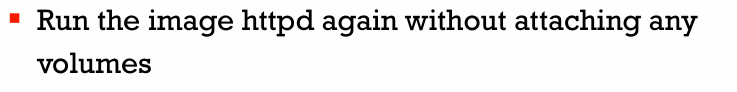 Run the image httpd again without attaching any
volumes